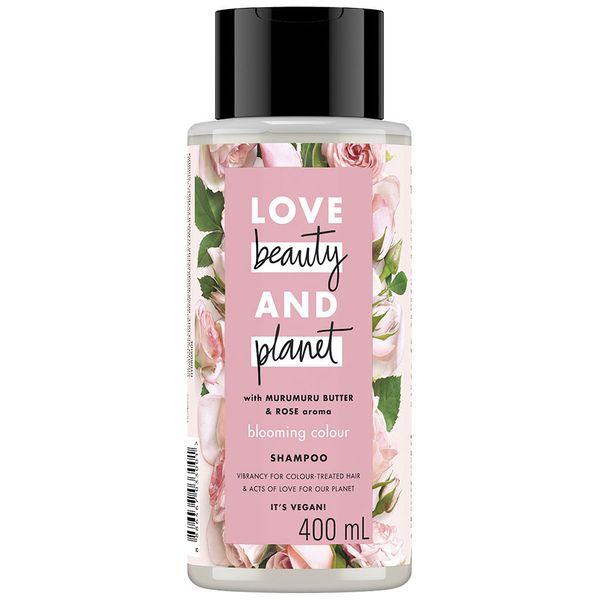 LOVE
beauty
AND
planet
with MURUMURU BUTTER
& ROSE aroma
blooming colour
SHAMPOO
VIBRANCY FOR COLOUR-TREATED HAIR
& ACTS OF LOVE FOR OUR PLANET
IT'S VEGAN!
400 mL